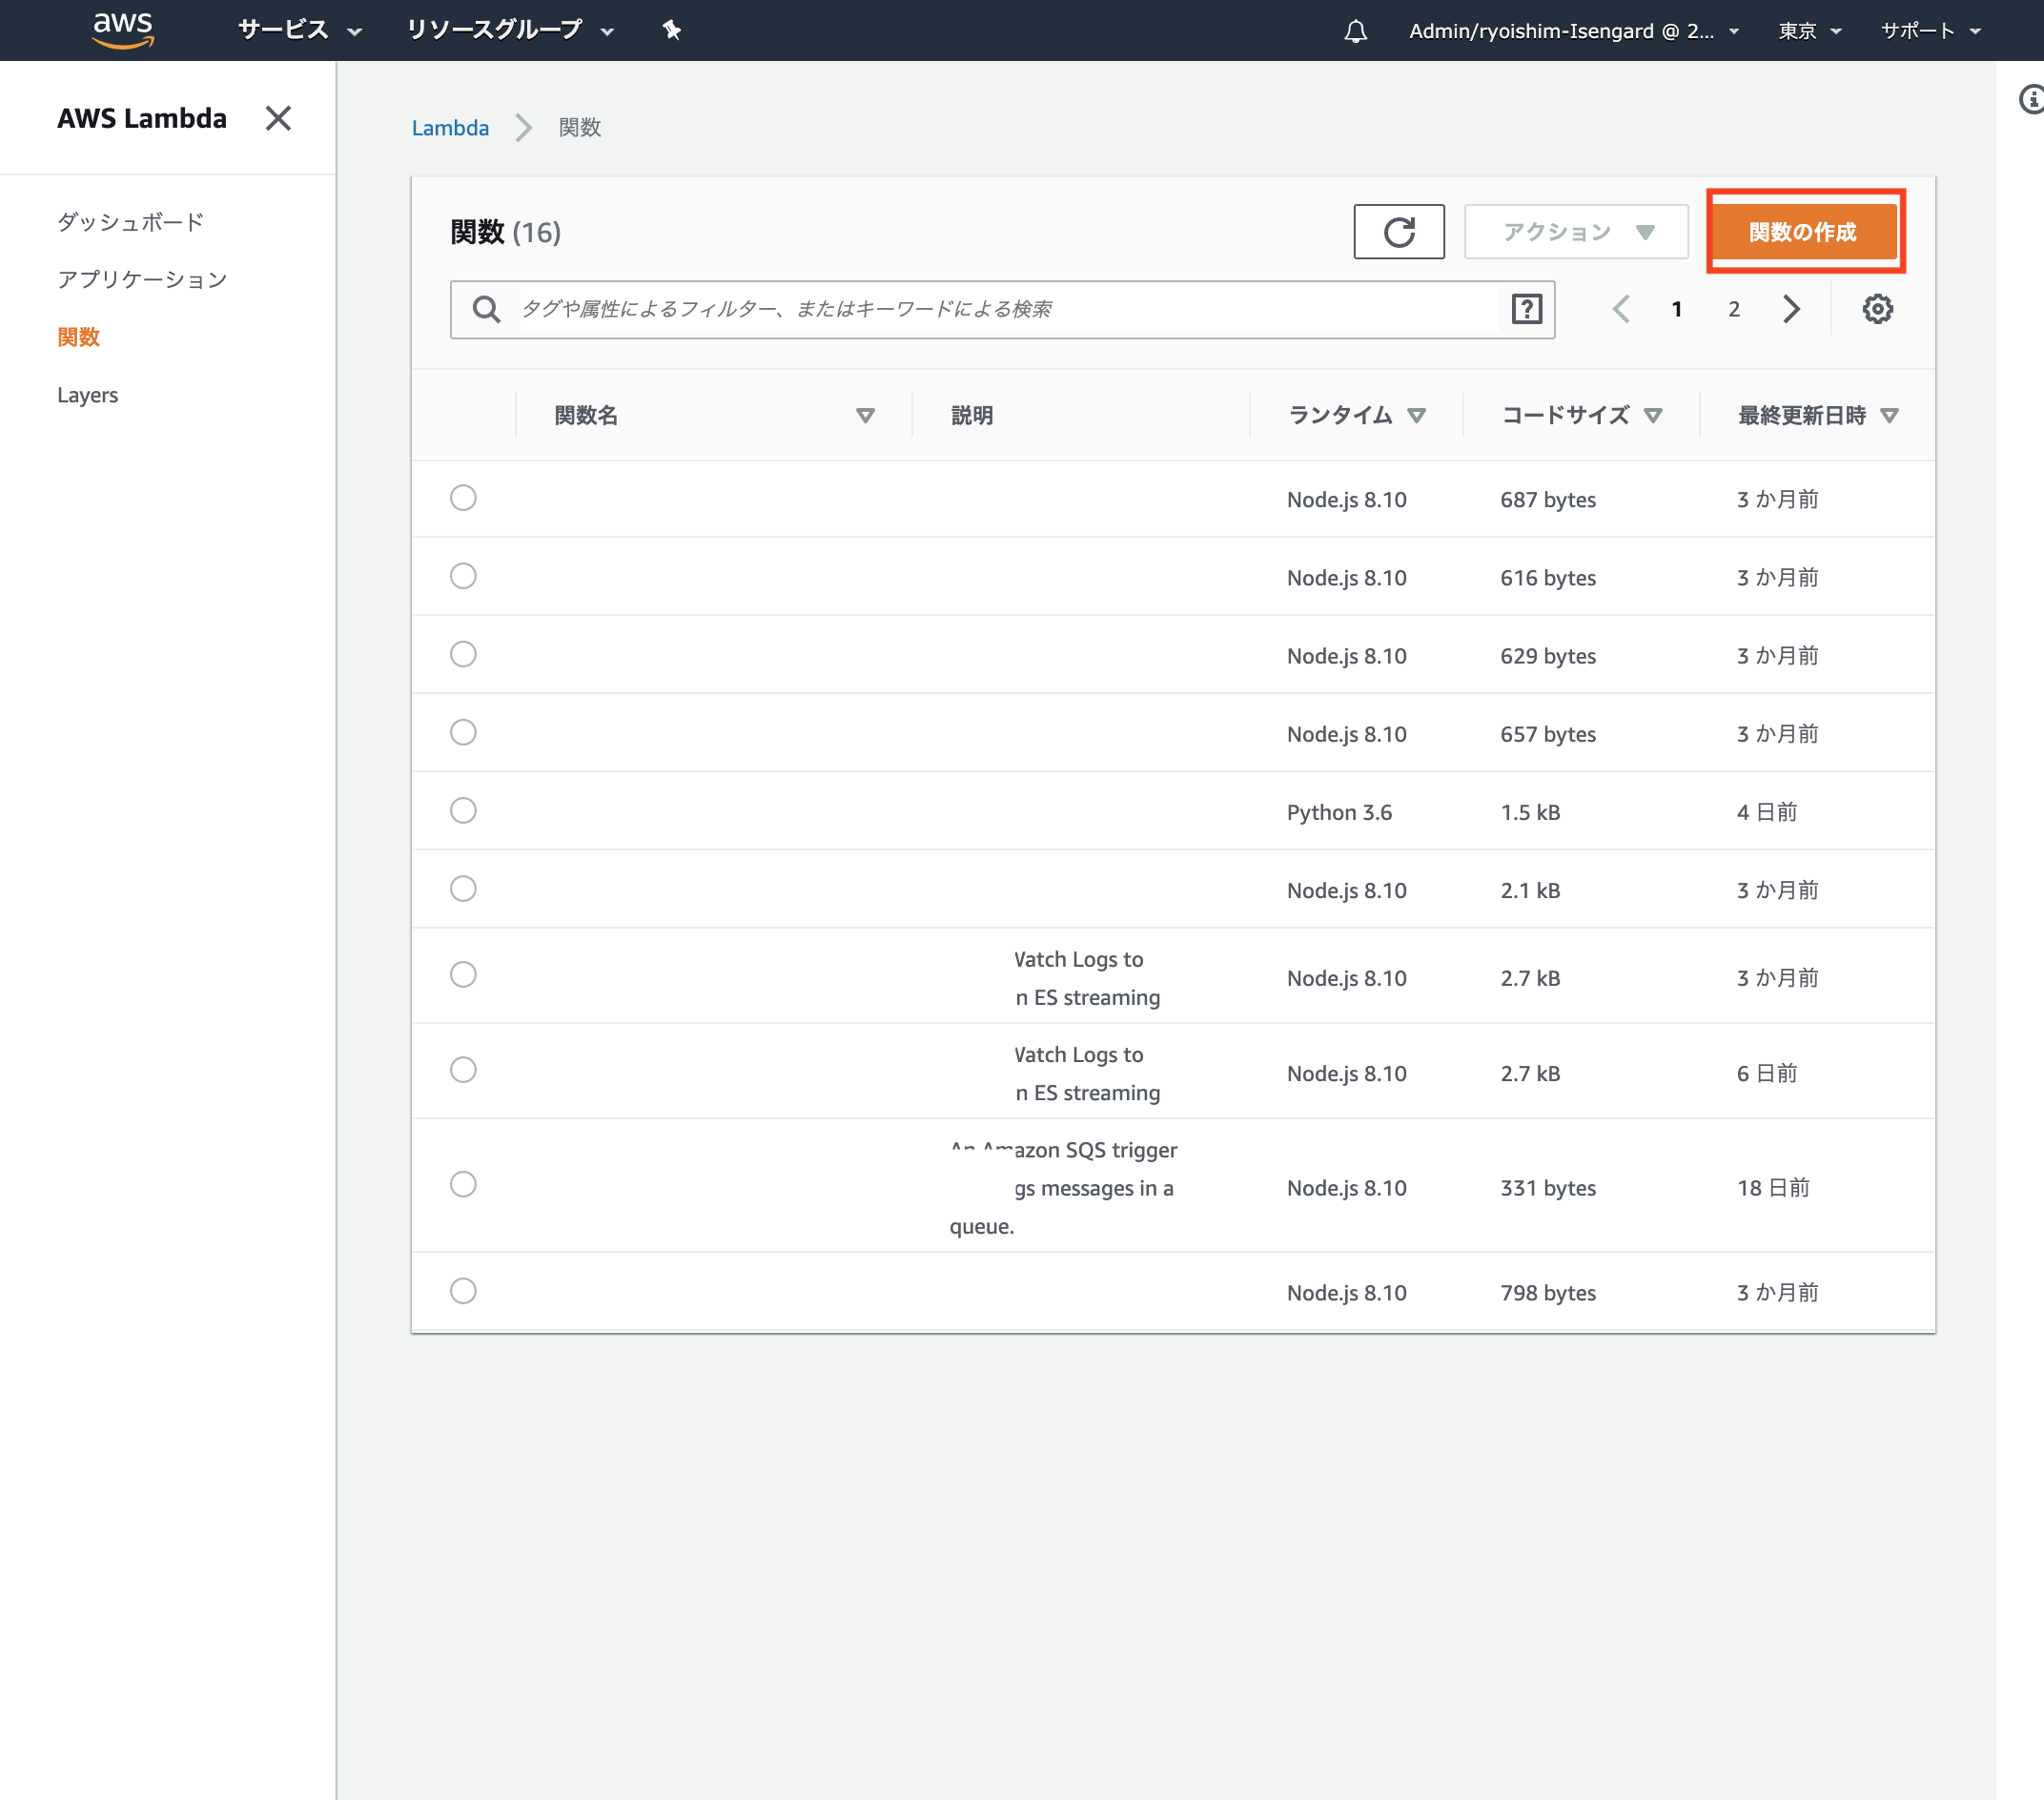 aws サービス リソースグループ Admin/ryoishim-Isengard @ 2... 東京 サポート
AWS Lambda
ダッシュボード
アプリケーション
関数
Layers
Lambda 関数
関数 (16) アクション 関数の作成
タグや属性によるフィルター、またはキーワードによる検索 ? 1 2
関数名 説明 ランタイム コードサイズ 最終更新日時
Node.js 8.10 687 bytes 3 か月前
Node.js 8.10 616 bytes 3 か月前
Node.js 8.10 629 bytes 3 か月前
Node.js 8.10 657 bytes 3 か月前
Python 3.6 1.5 kB 4 日前
Node.js 8.10 2.1 kB 3 か月前
Logs to
ES streaming
Node.js 8.10 2.7 kB 3 か月前
Logs to
ES streaming
Node.js 8.10 2.7 kB 6 日前
SQS trigger
messages in a
queue.
Node.js 8.10 331 bytes 18 日前
Node.js 8.10 798 bytes 3 か月前